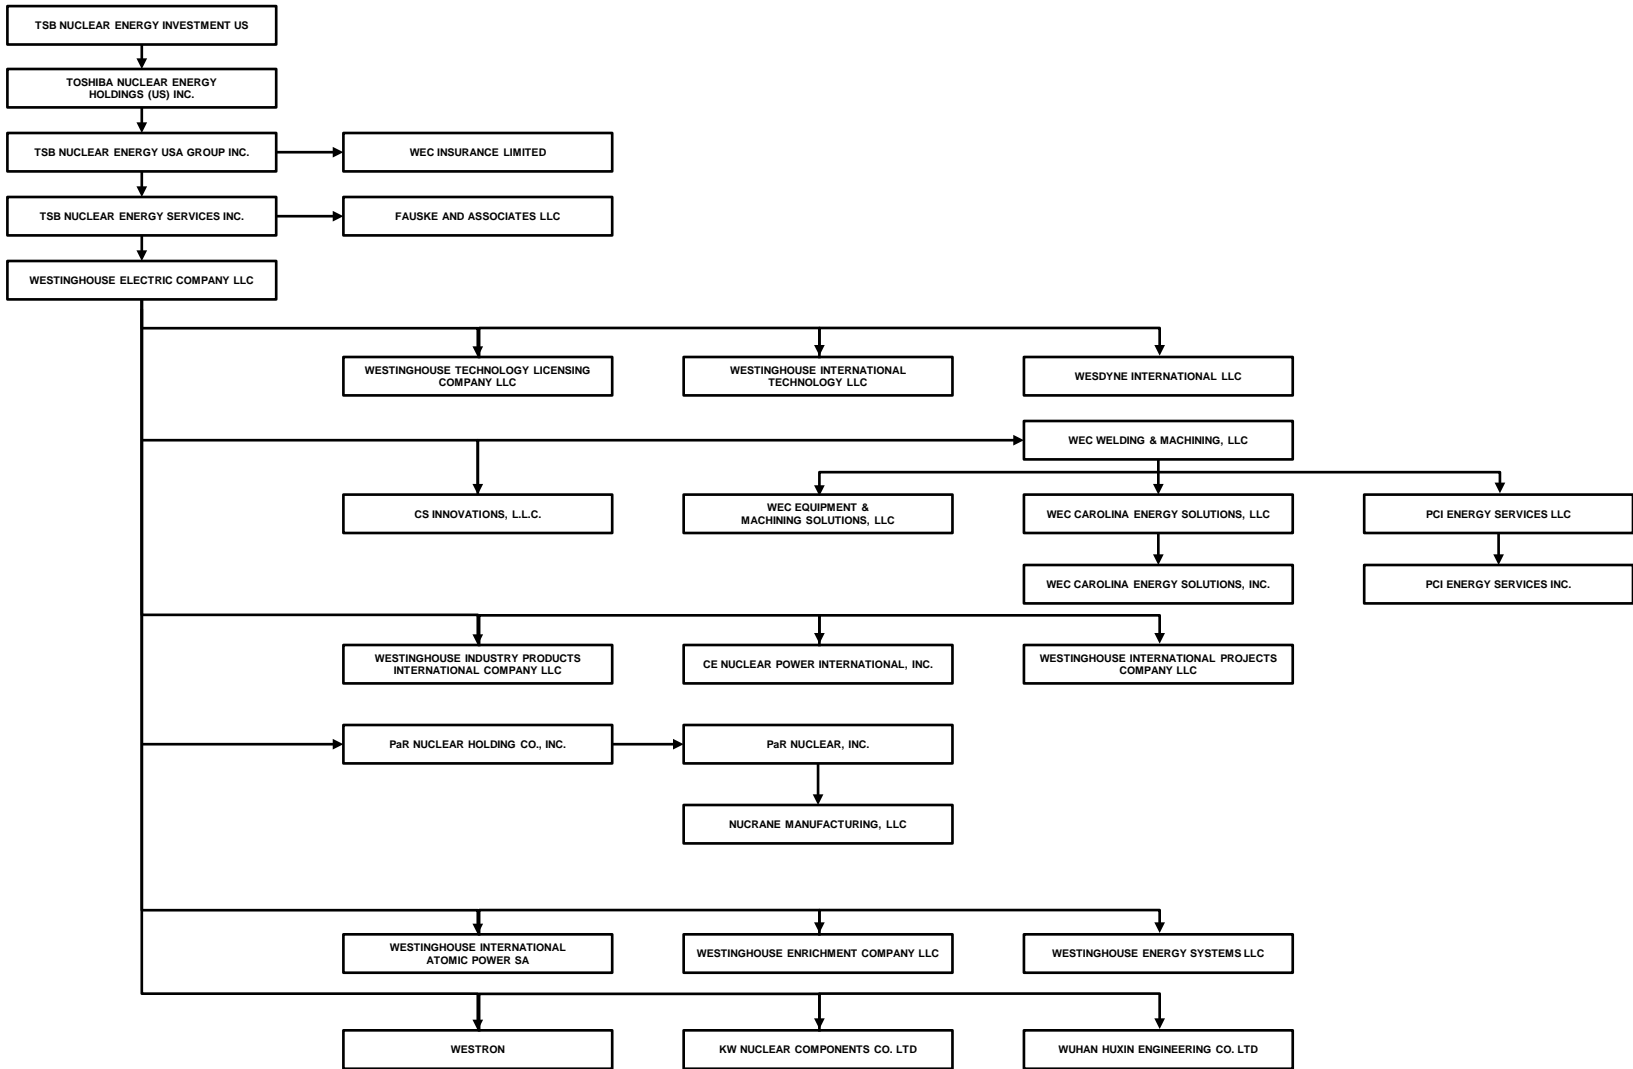 TSB NUCLEAR ENERGY INVESTMENT US
TOSHIBA NUCLEAR ENERGY
HOLDINGS (US) INC.
TSB NUCLEAR ENERGY USA GROUP INC.
WEC INSURANCE LIMITED
TSB NUCLEAR ENERGY SERVICES INC.
FAUSKE AND ASSOCIATES LLC
WESTINGHOUSE ELECTRIC COMPANY LLC
WESTINGHOUSE TECHNOLOGY LICENSING
COMPANY LLC
WESTINGHOUSE INTERNATIONAL
TECHNOLOGY LLC
WESDYNE INTERNATIONAL LLC
WEC WELDING & MACHINING, LLC
CS INNOVATIONS, L.L.C.
WEC EQUIPMENT &
MACHINING SOLUTIONS, LLC
WEC CAROLINA ENERGY SOLUTIONS, LLC
PCI ENERGY SERVICES LLC
WEC CAROLINA ENERGY SOLUTIONS, INC.
PCI ENERGY SERVICES INC.
WESTINGHOUSE INDUSTRY PRODUCTS
INTERNATIONAL COMPANY LLC
CE NUCLEAR POWER INTERNATIONAL, INC.
WESTINGHOUSE INTERNATIONAL PROJECTS
COMPANY LLC
PaR NUCLEAR HOLDING CO., INC.
PaR NUCLEAR, INC.
NUCRANE MANUFACTURING, LLC
WESTINGHOUSE INTERNATIONAL
ATOMIC POWER SA
WESTINGHOUSE ENRICHMENT COMPANY LLC
WESTINGHOUSE ENERGY SYSTEMS LLC
WESTRON
KW NUCLEAR COMPONENTS CO. LTD
WUHAN HUXIN ENGINEERING CO. LTD